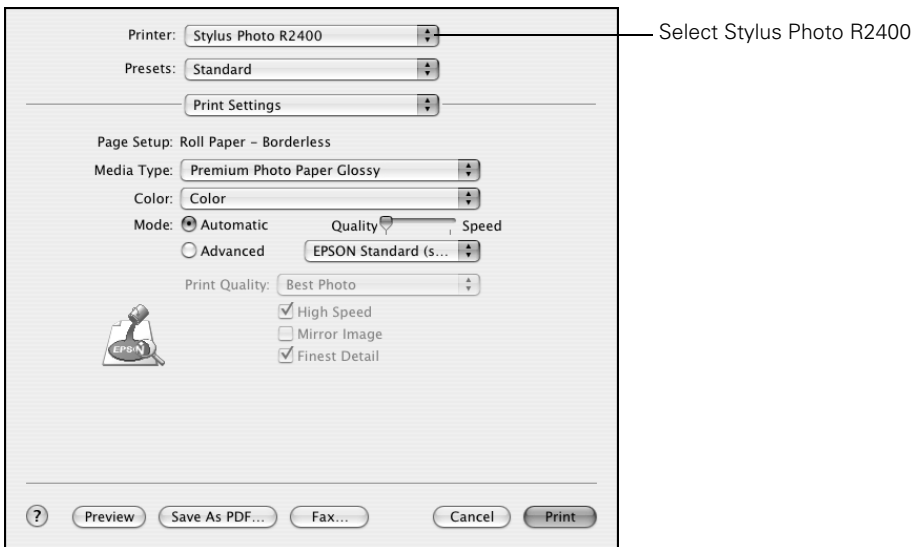 Printer: Stylus Photo R2400
Select Stylus Photo R2400
Presets: Standard
Print Settings
Page Setup: Roll Paper – Borderless
Media Type: Premium Photo Paper Glossy
Color: Color
Mode: Automatic Quality Speed
Advanced EPSON Standard (s...
Print Quality: Best Photo
High Speed
Mirror Image
Finest Detail
EPSON
? Preview Save As PDF... Fax... Cancel Print